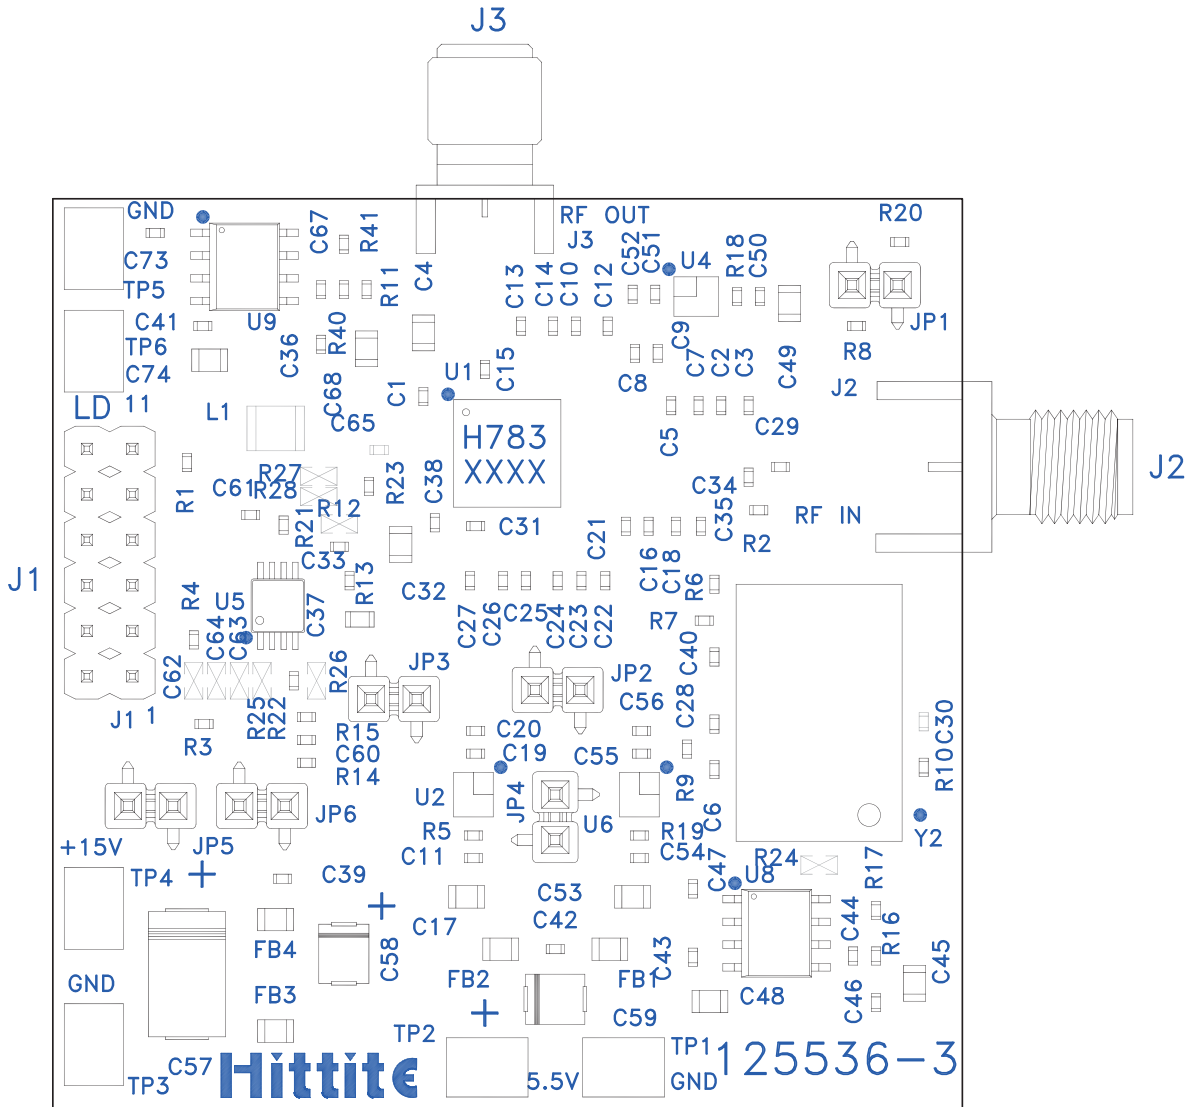 J3
GND
C73
TP5
C41
TP6
C74
LD 11
U9
C67
R41
C4
R11
R40
C36
C68
C65
L1
RF OUT
J3
C13
C14
C10
C12
C52
C51
U4
R18
C50
R20
JP1
R8
C9
C7
C2
C3
C49
C8
C5
C29
J2
J2
U1
C15
C1
H783
XXXX
R27
R28
C61
R12
R1
R21
R23
C38
C31
C33
C34
C35
RF IN
R2
C21
C16
C18
R6
R7
J1
R4
U5
C37
R13
C32
C27
C26
C25
C24
C23
C22
C64
C63
C62
R26
JP3
JP2
C40
C56
C28
J1 1
R3
R25
R22
R15
C60
R14
C20
C19
C55
R9
C30
R10
JP6
JP5
U2
JP4
U6
C6
Y2
R5
C11
R19
C54
C47
U8
R24
R17
+15V
TP4
+
C39
+
C17
C53
C42
C44
R16
C58
FB4
FB3
FB2
FB1
C43
C48
C46
C45
GND
+
C59
TP2
TP1
5.5V
GND
TP3
C57
Hittite
125536-3